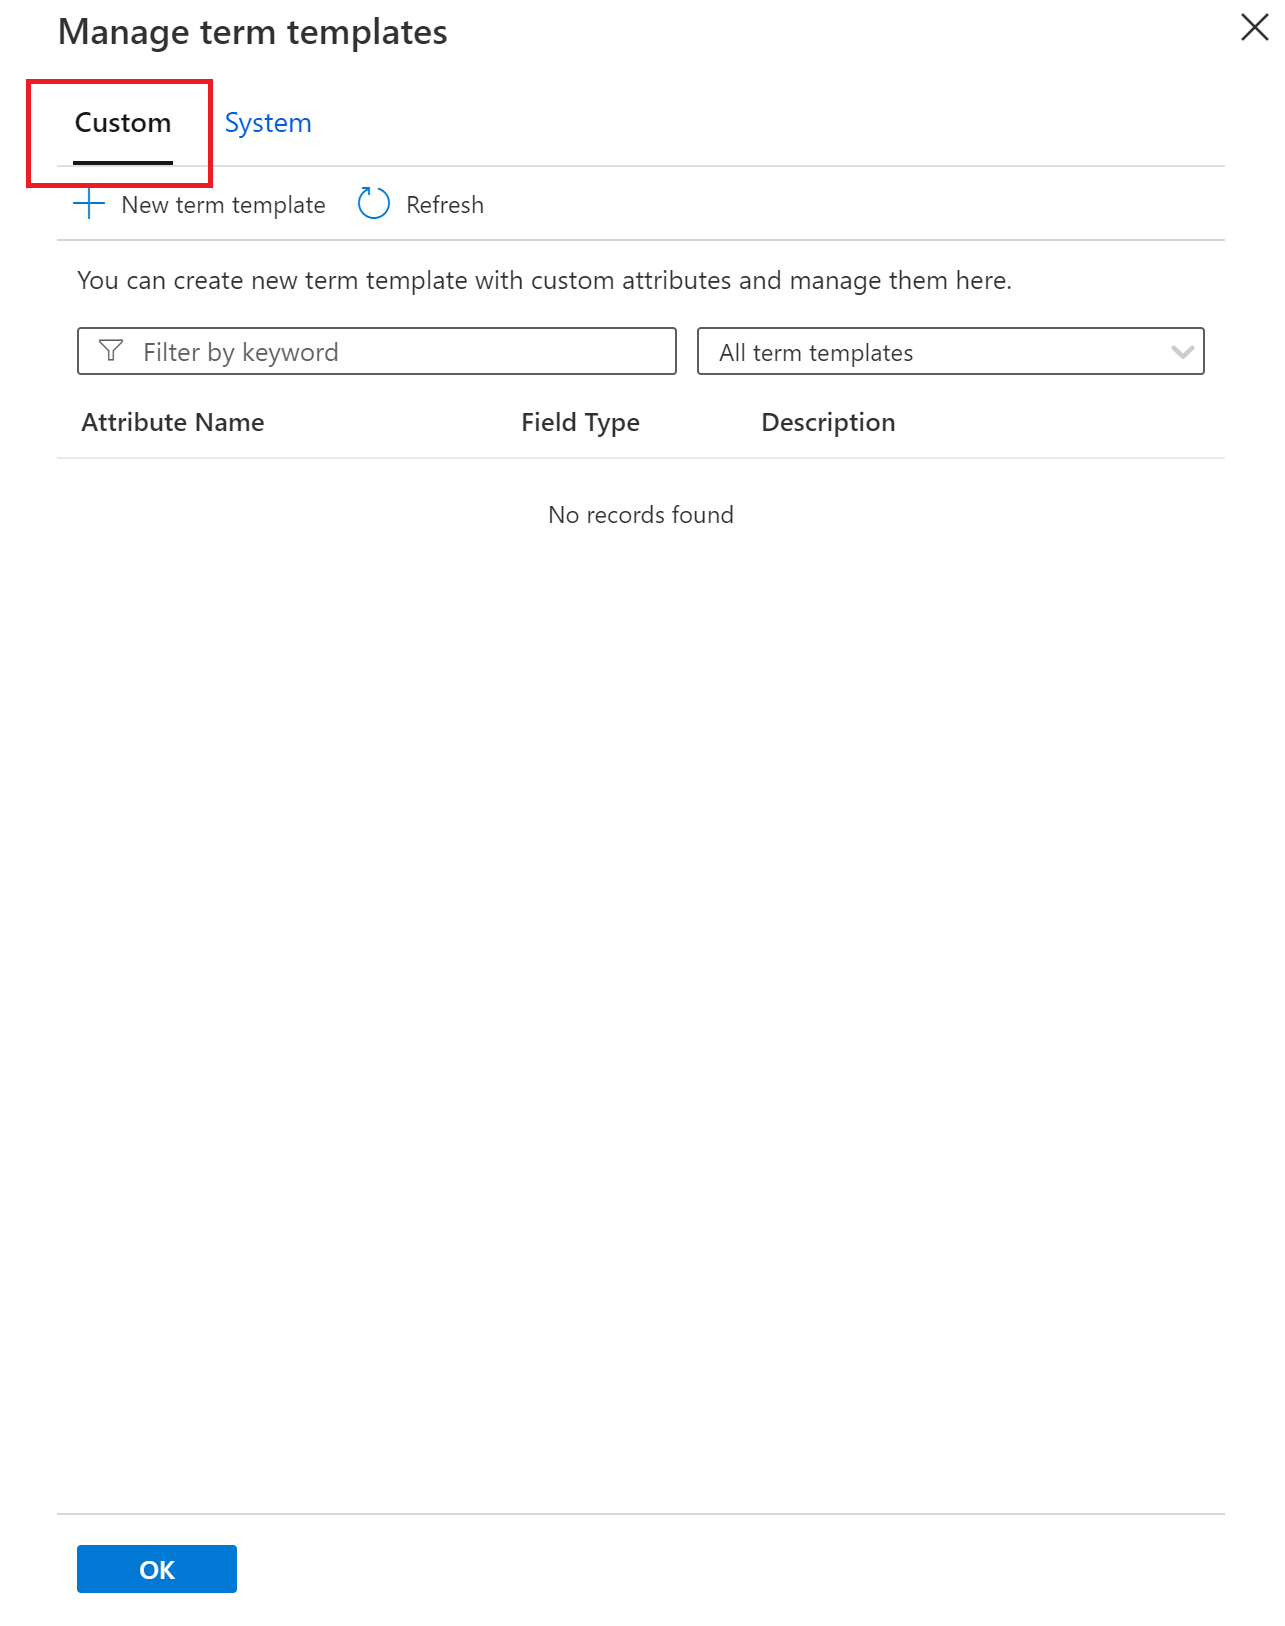 Manage term templates
Custom System
New term template Refresh
You can create new term template with custom attributes and manage them here.
Filter by keyword All term templates
Attribute Name Field Type Description
No records found
OK